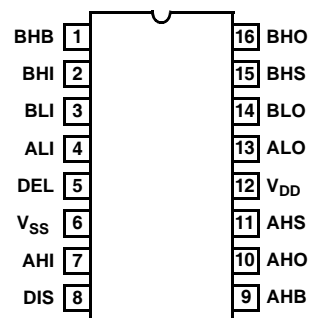 BHB 1 16 BHO
BHI 2 15 BHS
BLI 3 14 BLO
ALI 4 13 ALO
DEL 5 12 VDD
VSS 6 11 AHS
AHI 7 10 AHO
DIS 8 9 AHB